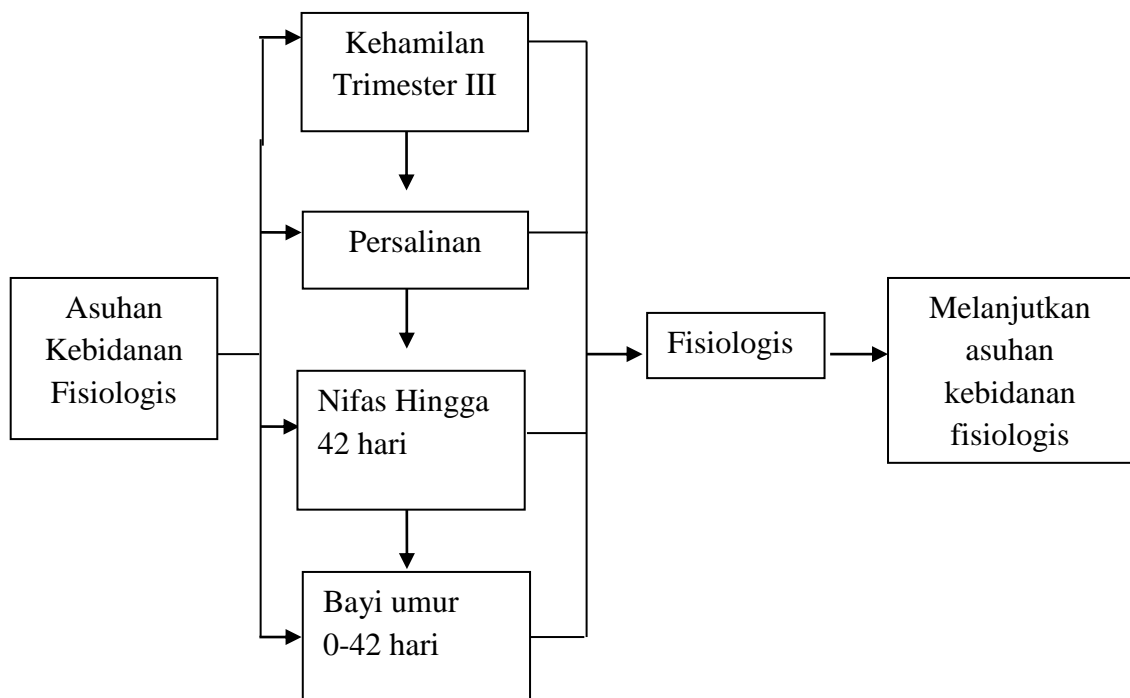 Asuhan
Kebidanan
Fisiologis
Kehamilan
Trimester III
Persalinan
Nifas Hingga
42 hari
Bayi umur
0-42 hari
Fisiologis
Melanjutkan
asuhan
kebidanan
fisiologis